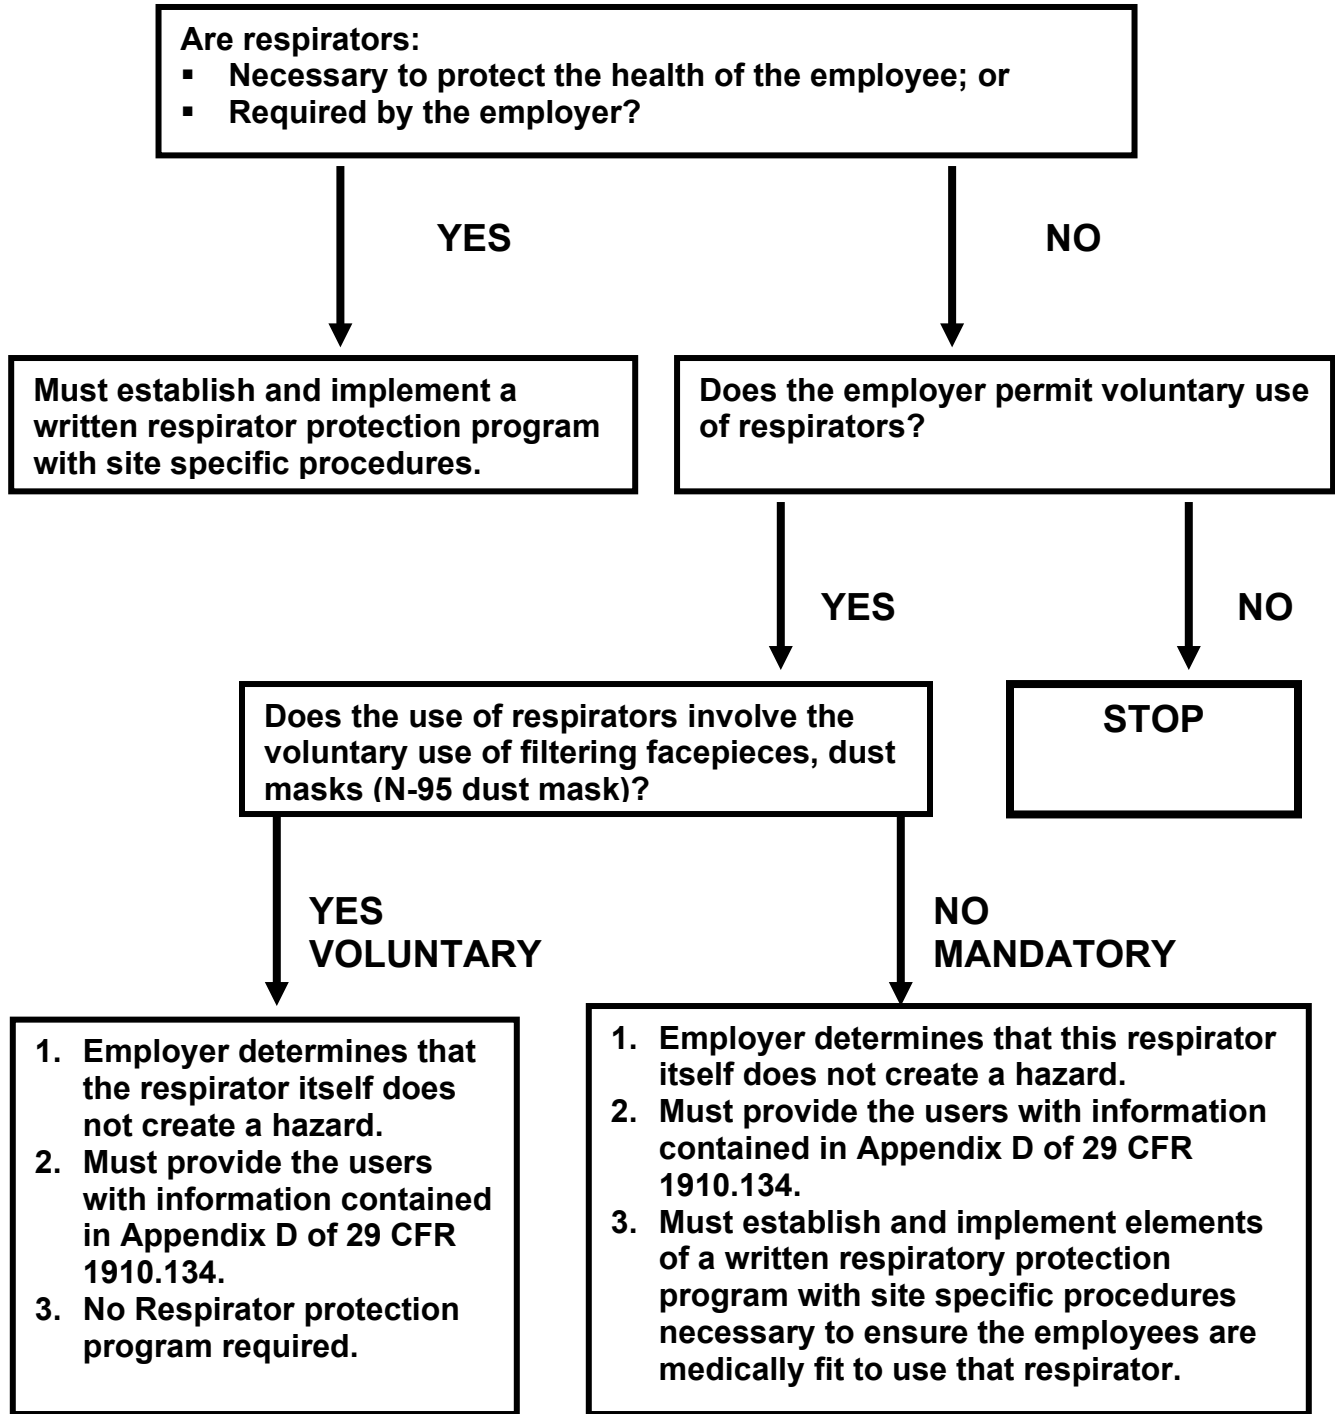 Are respirators:
▪ Necessary to protect the health of the employee; or
▪ Required by the employer?
YES
NO
Must establish and implement a
written respirator protection program
with site specific procedures.
Does the employer permit voluntary use
of respirators?
YES
NO
Does the use of respirators involve the
voluntary use of filtering facepieces, dust
masks (N-95 dust mask)?
STOP
YES
VOLUNTARY
NO
MANDATORY
1. Employer determines that
the respirator itself does
not create a hazard.
2. Must provide the users
with information contained
in Appendix D of 29 CFR
1910.134.
3. No Respirator protection
program required.
1. Employer determines that this respirator
itself does not create a hazard.
2. Must provide the users with information
contained in Appendix D of 29 CFR
1910.134.
3. Must establish and implement elements
of a written respiratory protection
program with site specific procedures
necessary to ensure the employees are
medically fit to use that respirator.